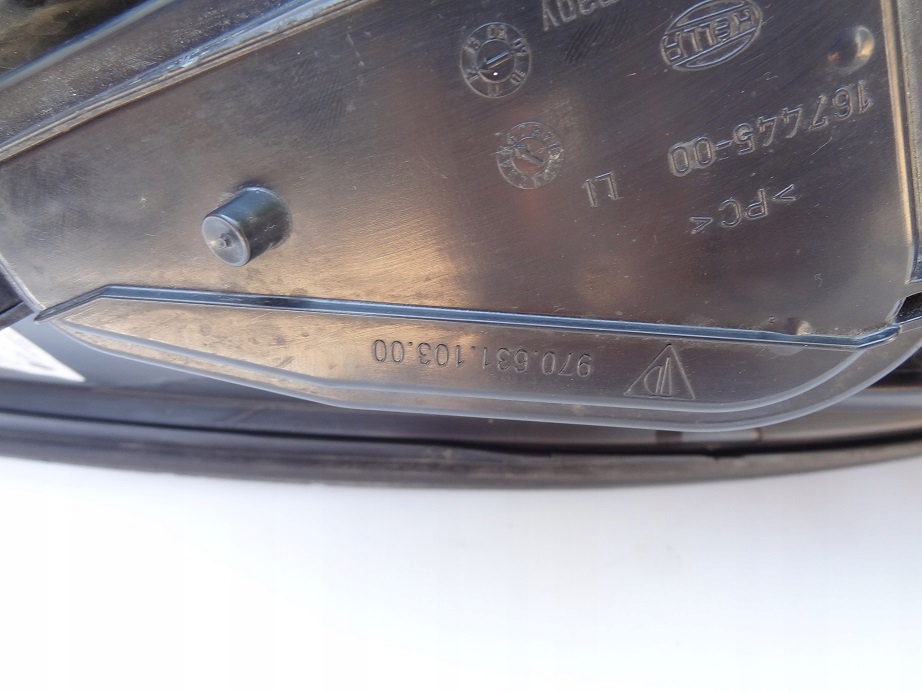 970.631.103.00
>PC<
LI
167445-00
HELLA